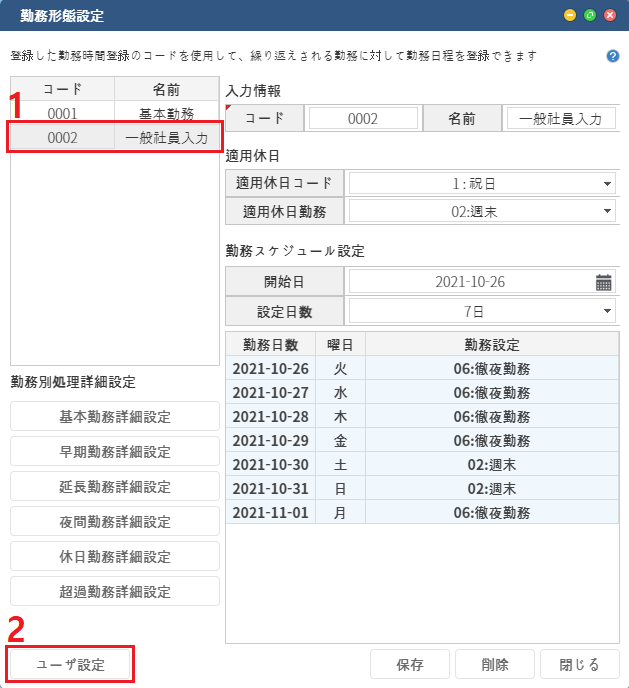 勤務形態設定
登録した勤務時間登録のコードを使用して、繰り返えされる勤務に対して勤務日程を登録できます ?
1
コード 名前
0001 基本勤務
0002 一般社員入力
入力情報
コード 0002 名前 一般社員入力
適用休日
適用休日コード 1 : 祝日
適用休日勤務 02:週末
勤務スケジュール設定
開始日 2021-10-26
設定日数 7日
勤務日数 曜日 勤務設定
2021-10-26 火 06:徹夜勤務
2021-10-27 水 06:徹夜勤務
2021-10-28 木 06:徹夜勤務
2021-10-29 金 06:徹夜勤務
2021-10-30 土 02:週末
2021-10-31 日 02:週末
2021-11-01 月 06:徹夜勤務
勤務別処理詳細設定
基本勤務詳細設定
早期勤務詳細設定
延長勤務詳細設定
夜間勤務詳細設定
休日勤務詳細設定
超過勤務詳細設定
2
ユーザ設定
保存 削除 閉じる